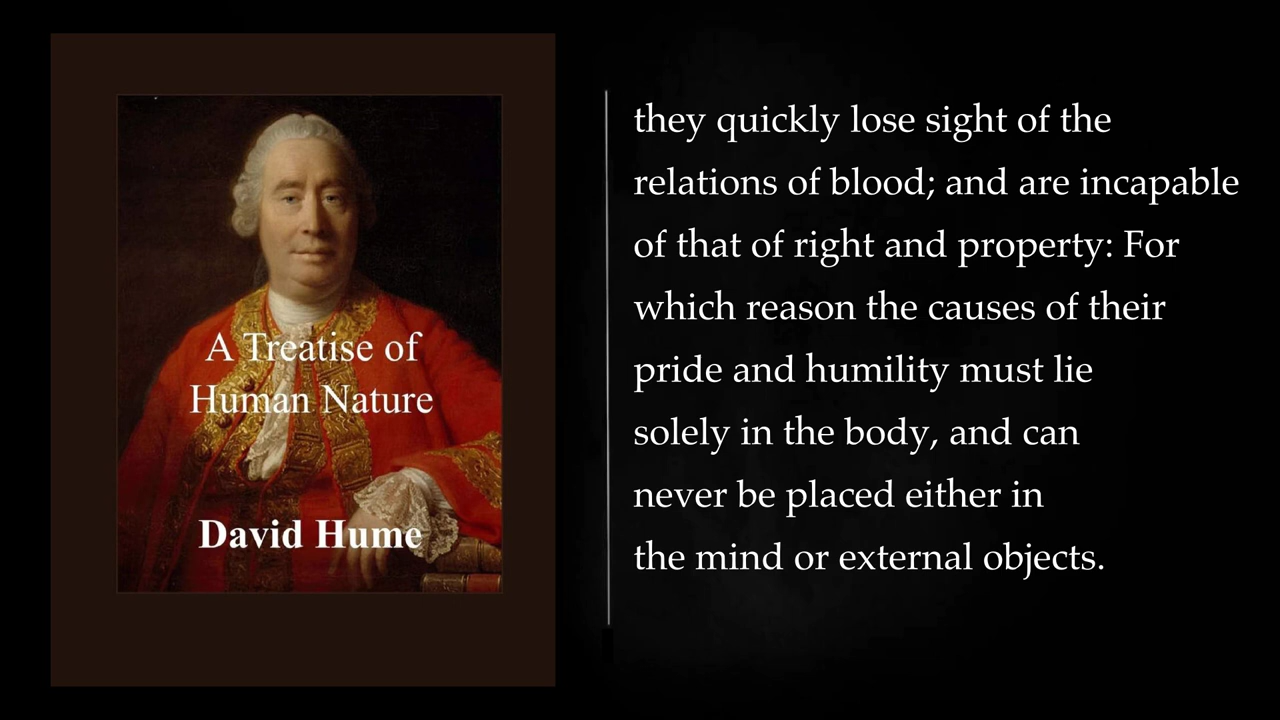 A Treatise of
Human Nature
David Hume
they quickly lose sight of the
relations of blood; and are incapable
of that of right and property: For
which reason the causes of their
pride and humility must lie
solely in the body, and can
never be placed either in
the mind or external objects.